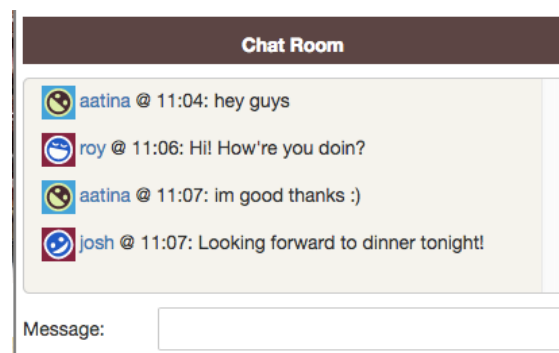 Chat Room
aatina @ 11:04: hey guys
roy @ 11:06: Hi! How're you doin?
aatina @ 11:07: im good thanks :)
josh @ 11:07: Looking forward to dinner tonight!
Message: